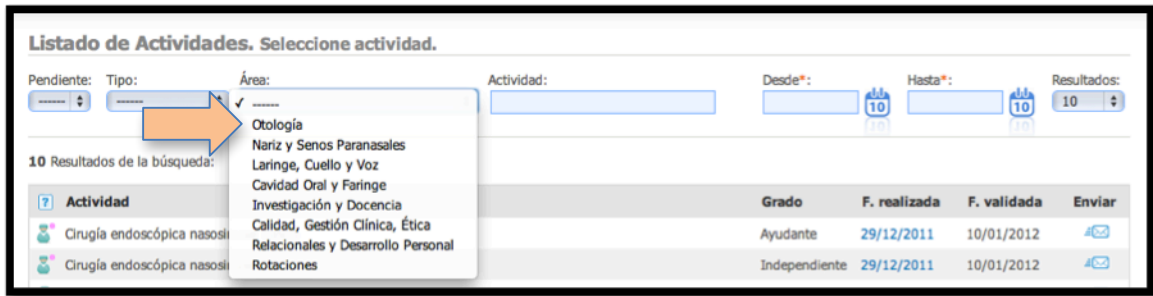 Listado de Actividades. Seleccione actividad.
Pendiente: Tipo: Área: Actividad: Desde*: Hasta*: Resultados:
------ ------ ✓ ------ 10 10 10
Otología
Nariz y Senos Paranasales
Laringe, Cuello y Voz
10 Resultados de la búsqueda:
Cavidad Oral y Faringe
Investigación y Docencia
Calidad, Gestión Clínica, Ética
Relacionales y Desarrollo Personal
Rotaciones
? Actividad Grado F. realizada F. validada Enviar
Cirugía endoscópica Ayudante 29/12/2011 10/01/2012
Cirugía endoscópica Independiente 29/12/2011 10/01/2012